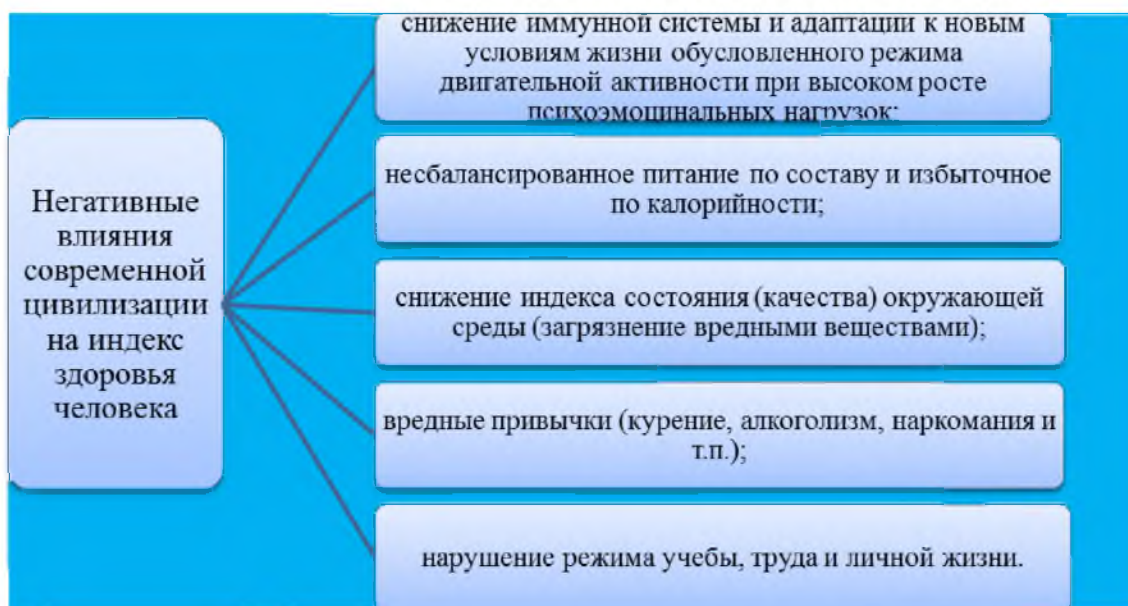 Негативные
влияния
современной
цивилизации
на индекс
здоровья
человека
снижение иммунной системы и адаптации к новым
условиям жизни обусловленного режима
двигательной активности при высоком росте
психоэмоцинальных нагрузок;
несбалансированное питание по составу и избыточное
по калорийности;
снижение индекса состояния (качества) окружающей
среды (загрязнение вредными веществами);
вредные привычки (курение, алкоголизм, наркомания и
т.п.);
нарушение режима учебы, труда и личной жизни.